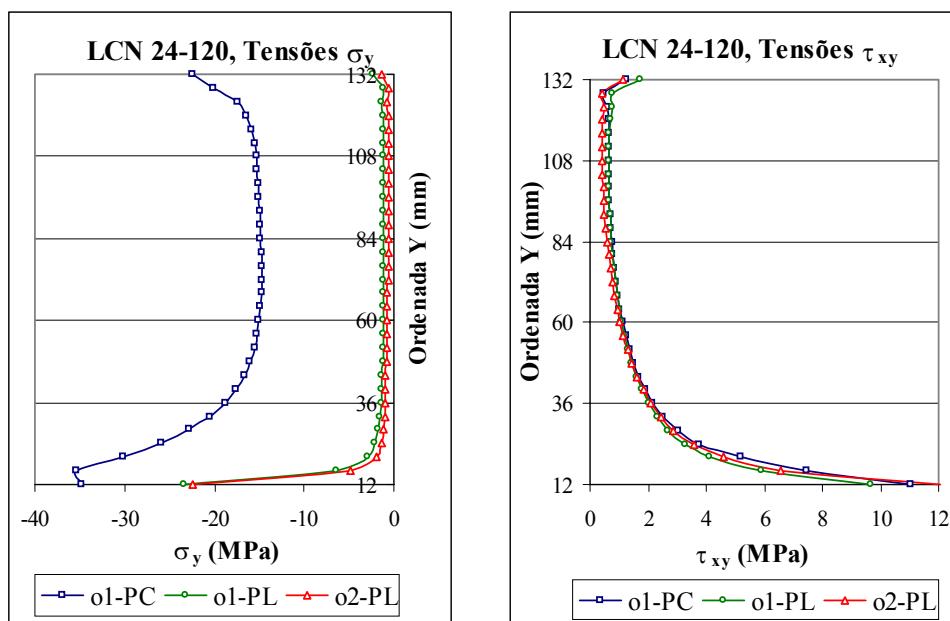 LCN 24-120, Tensões σy
132
108
84
60
36
12
Ordenada Y (mm)
-40 -30 -20 -10 0
σy (MPa)
o1-PC o1-PL o2-PL
LCN 24-120, Tensões τxy
132
108
84
60
36
12
Ordenada Y (mm)
0 2 4 6 8 10 12
τxy (MPa)
o1-PC o1-PL o2-PL